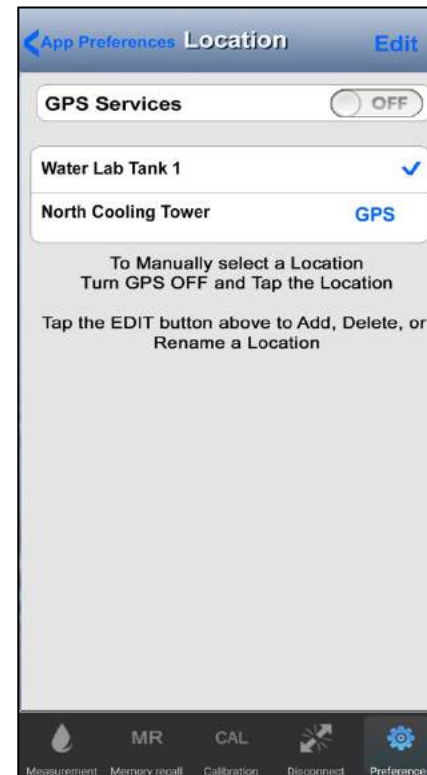 App Preferences Location Edit
GPS Services OFF
Water Lab Tank 1
North Cooling Tower GPS
To Manually select a Location
Turn GPS OFF and Tap the Location
Tap the EDIT button above to Add, Delete, or
Rename a Location
MR CAL
Measurement Memory recall Calibration Disconnect Preference